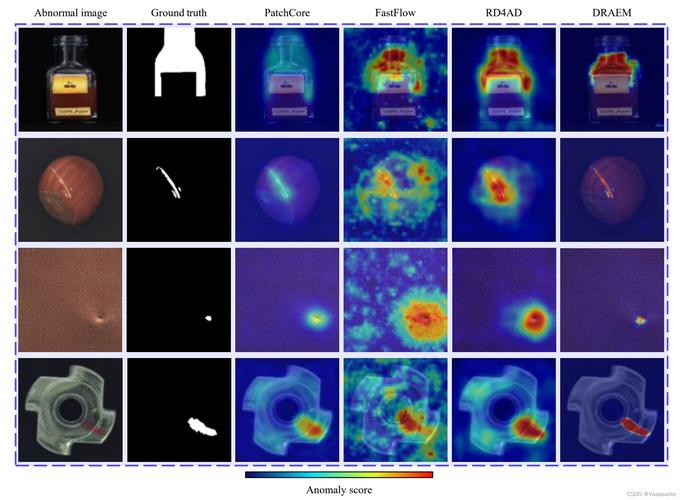 Abnormal image Ground truth PatchCore FastFlow RD4AD DRAEM
Anomaly score
CSDN @Vaaaaader